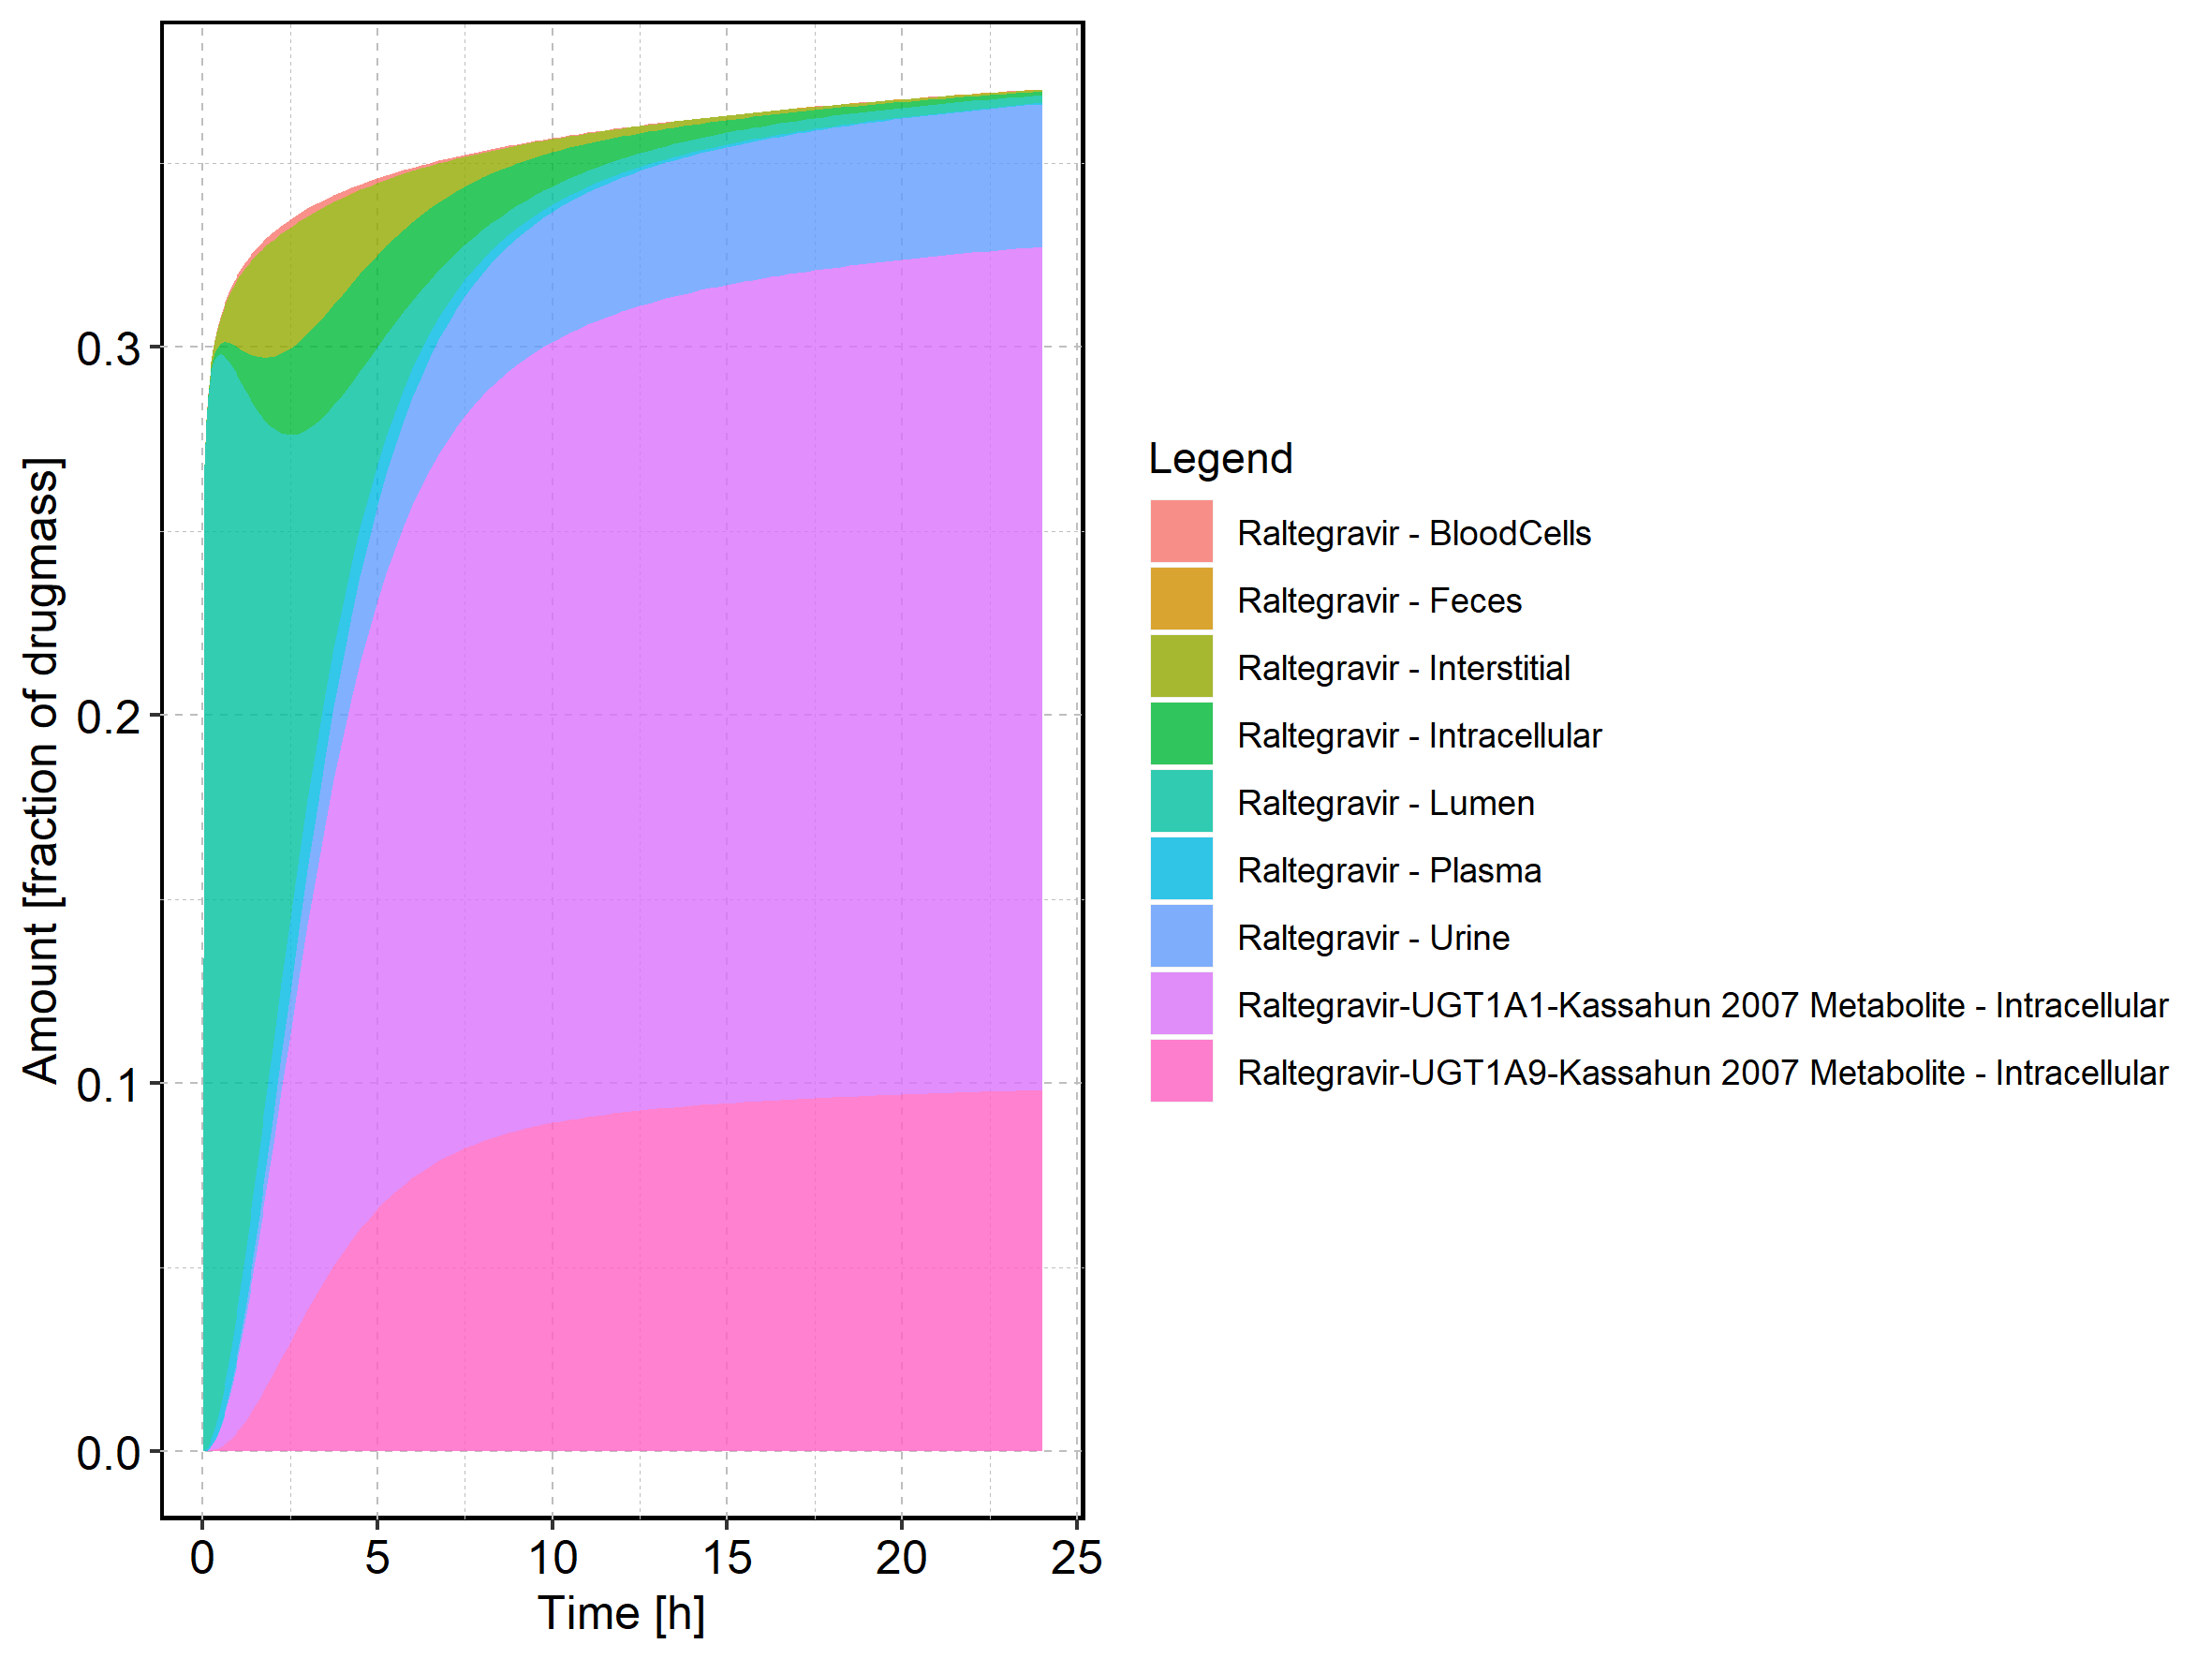 Amount [fraction of drugmass]
0.3
0.2
0.1
0.0
0 5 10 15 20 25
Time [h]
Legend
Raltegravir - BloodCells
Raltegravir - Feces
Raltegravir - Interstitial
Raltegravir - Intracellular
Raltegravir - Lumen
Raltegravir - Plasma
Raltegravir - Urine
Raltegravir-UGT1A1-Kassahun 2007 Metabolite - Intracellular
Raltegravir-UGT1A9-Kassahun 2007 Metabolite - Intracellular